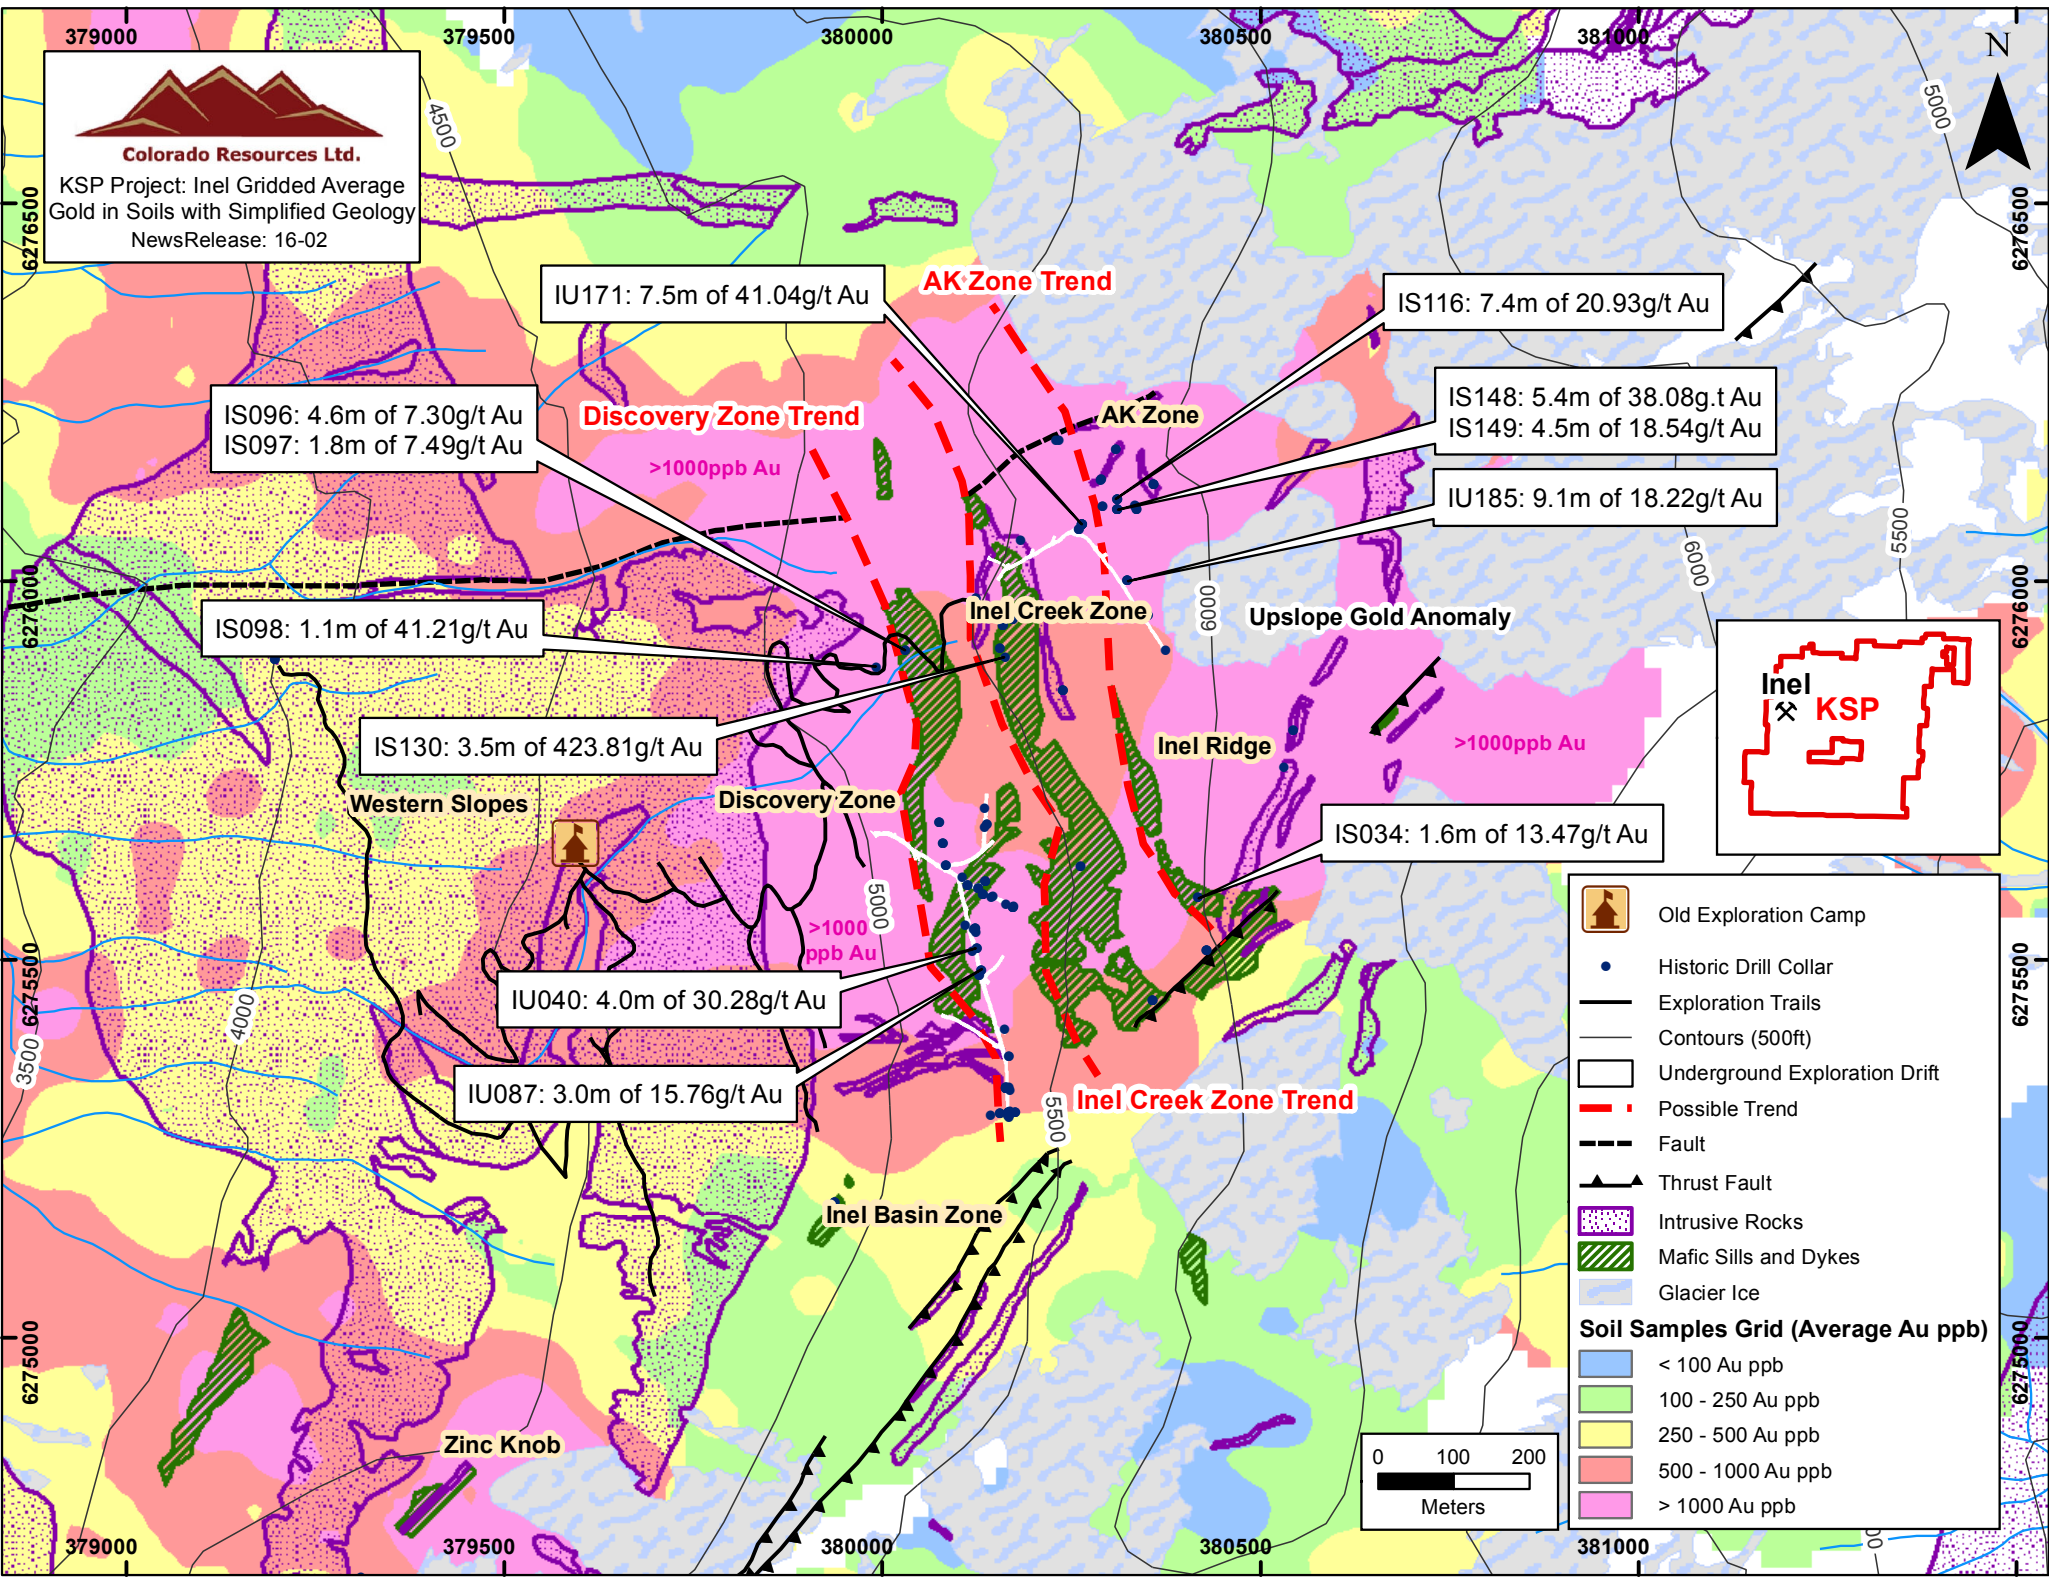 379000
379500
380000
380500
381000
N
Colorado Resources Ltd.
KSP Project: Inel Gridded Average
Gold in Soils with Simplified Geology
NewsRelease: 16-02
4500
5000
6276500
6276500
IU171: 7.5m of 41.04g/t Au
AK Zone Trend
IS116: 7.4m of 20.93g/t Au
IS096: 4.6m of 7.30g/t Au
IS097: 1.8m of 7.49g/t Au
Discovery Zone Trend
AK Zone
IS148: 5.4m of 38.08g.t Au
IS149: 4.5m of 18.54g/t Au
>1000ppb Au
IU185: 9.1m of 18.22g/t Au
5500
6000
6000
6276000
6276000
IS098: 1.1m of 41.21g/t Au
Inel Creek Zone
Upslope Gold Anomaly
Inel
KSP
IS130: 3.5m of 423.81g/t Au
Inel Ridge
>1000ppb Au
Western Slopes
Discovery Zone
IS034: 1.6m of 13.47g/t Au
5000
>1000
ppb Au
IU040: 4.0m of 30.28g/t Au
6275500
6275500
4000
3500
IU087: 3.0m of 15.76g/t Au
Inel Creek Zone Trend
5500
Inel Basin Zone
Zinc Knob
6275000
6275000
Old Exploration Camp
Historic Drill Collar
Exploration Trails
Contours (500ft)
Underground Exploration Drift
Possible Trend
Fault
Thrust Fault
Intrusive Rocks
Mafic Sills and Dykes
Glacier Ice
Soil Samples Grid (Average Au ppb)
< 100 Au ppb
100 - 250 Au ppb
250 - 500 Au ppb
500 - 1000 Au ppb
> 1000 Au ppb
0 100 200
Meters
379000
379500
380000
380500
381000